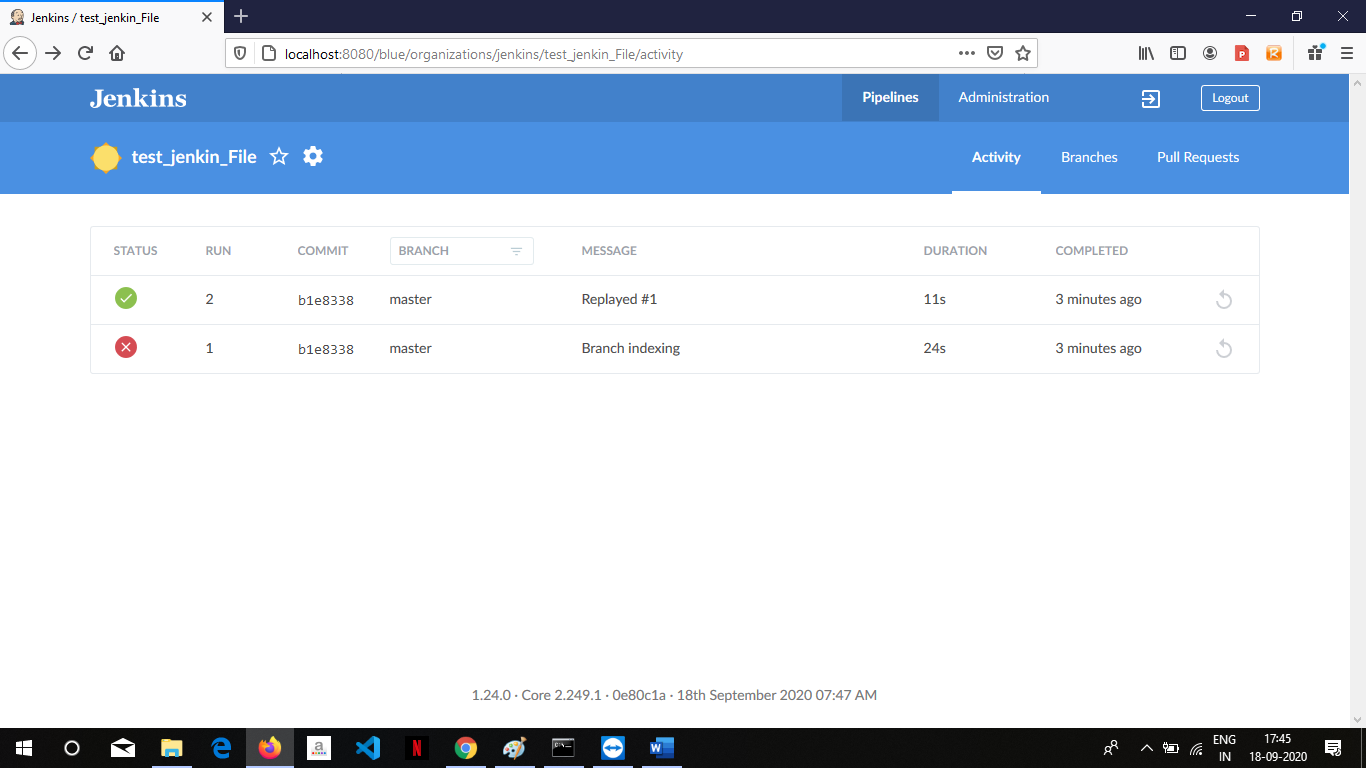 Jenkins / test_jenkin_File
localhost:8080/blue/organizations/jenkins/test_jenkin_File/activity
Jenkins Pipelines Administration Logout
test_jenkin_File Activity Branches Pull Requests
STATUS RUN COMMIT BRANCH MESSAGE DURATION COMPLETED
2 b1e8338 master Replayed #1 11s 3 minutes ago
1 b1e8338 master Branch indexing 24s 3 minutes ago
1.24.0 · Core 2.249.1 · 0e80c1a · 18th September 2020 07:47 AM
ENG 17:45
IN 18-09-2020